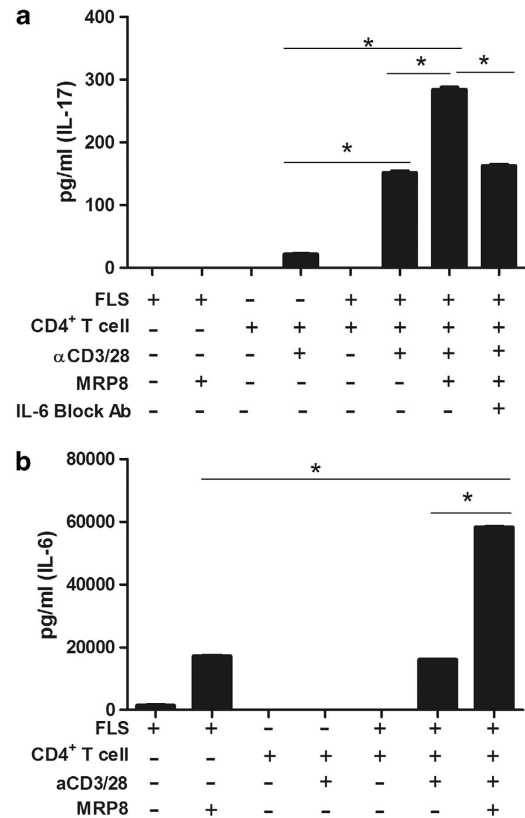 a
pg/ml (IL-17)
400
300
200
100
0
*
* *
*
FLS + + – – + + + +
CD4+ T cell – – + + + + + +
αCD3/28 – – – + – + + +
MRP8 – + – – – – + +
IL-6 Block Ab – – – – – – – +
b
pg/ml (IL-6)
80000
60000
40000
20000
0
*
*
FLS + + – – + + +
CD4+ T cell – – + + + + +
aCD3/28 – – – + – + +
MRP8 – + – – – – +